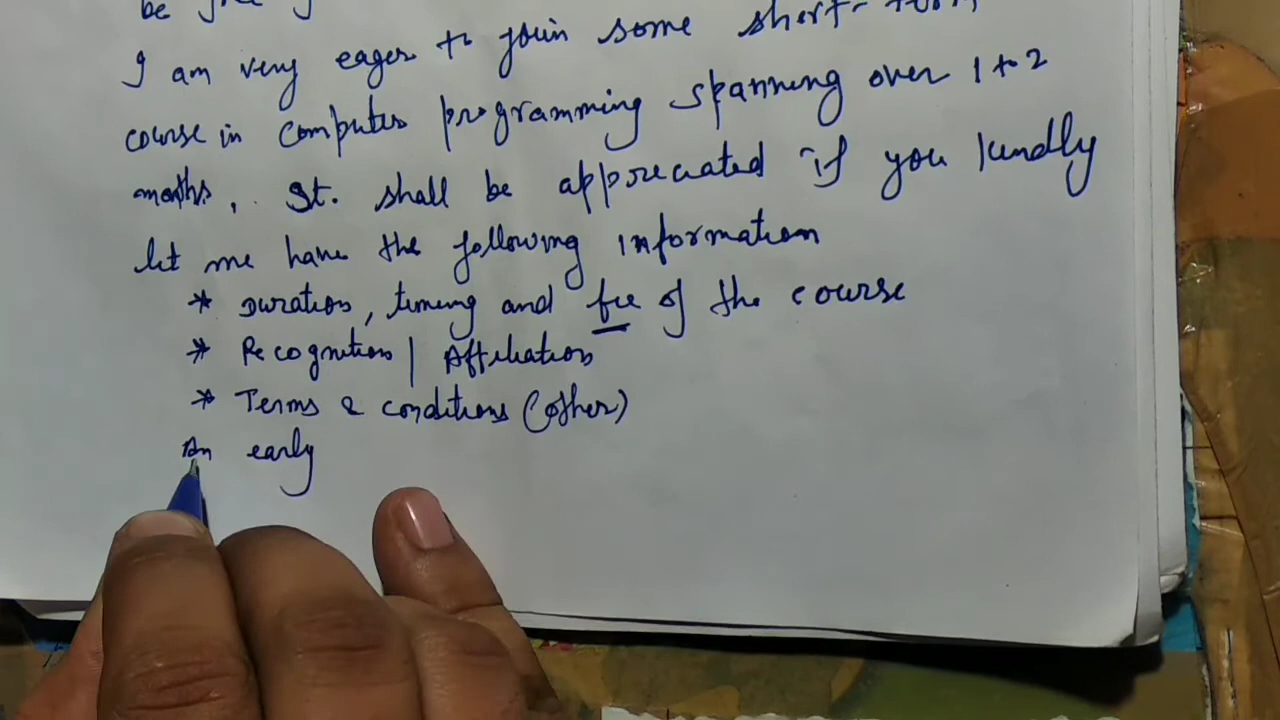 be free
I am very eager to join some short-term
course in computer programming spanning over 1 to 2
months. It. shall be appreciated if you kindly
let me have the following information
* Duration, timing and fee of the course
* Recognition | Affiliation
* Terms & conditions (other)
An early